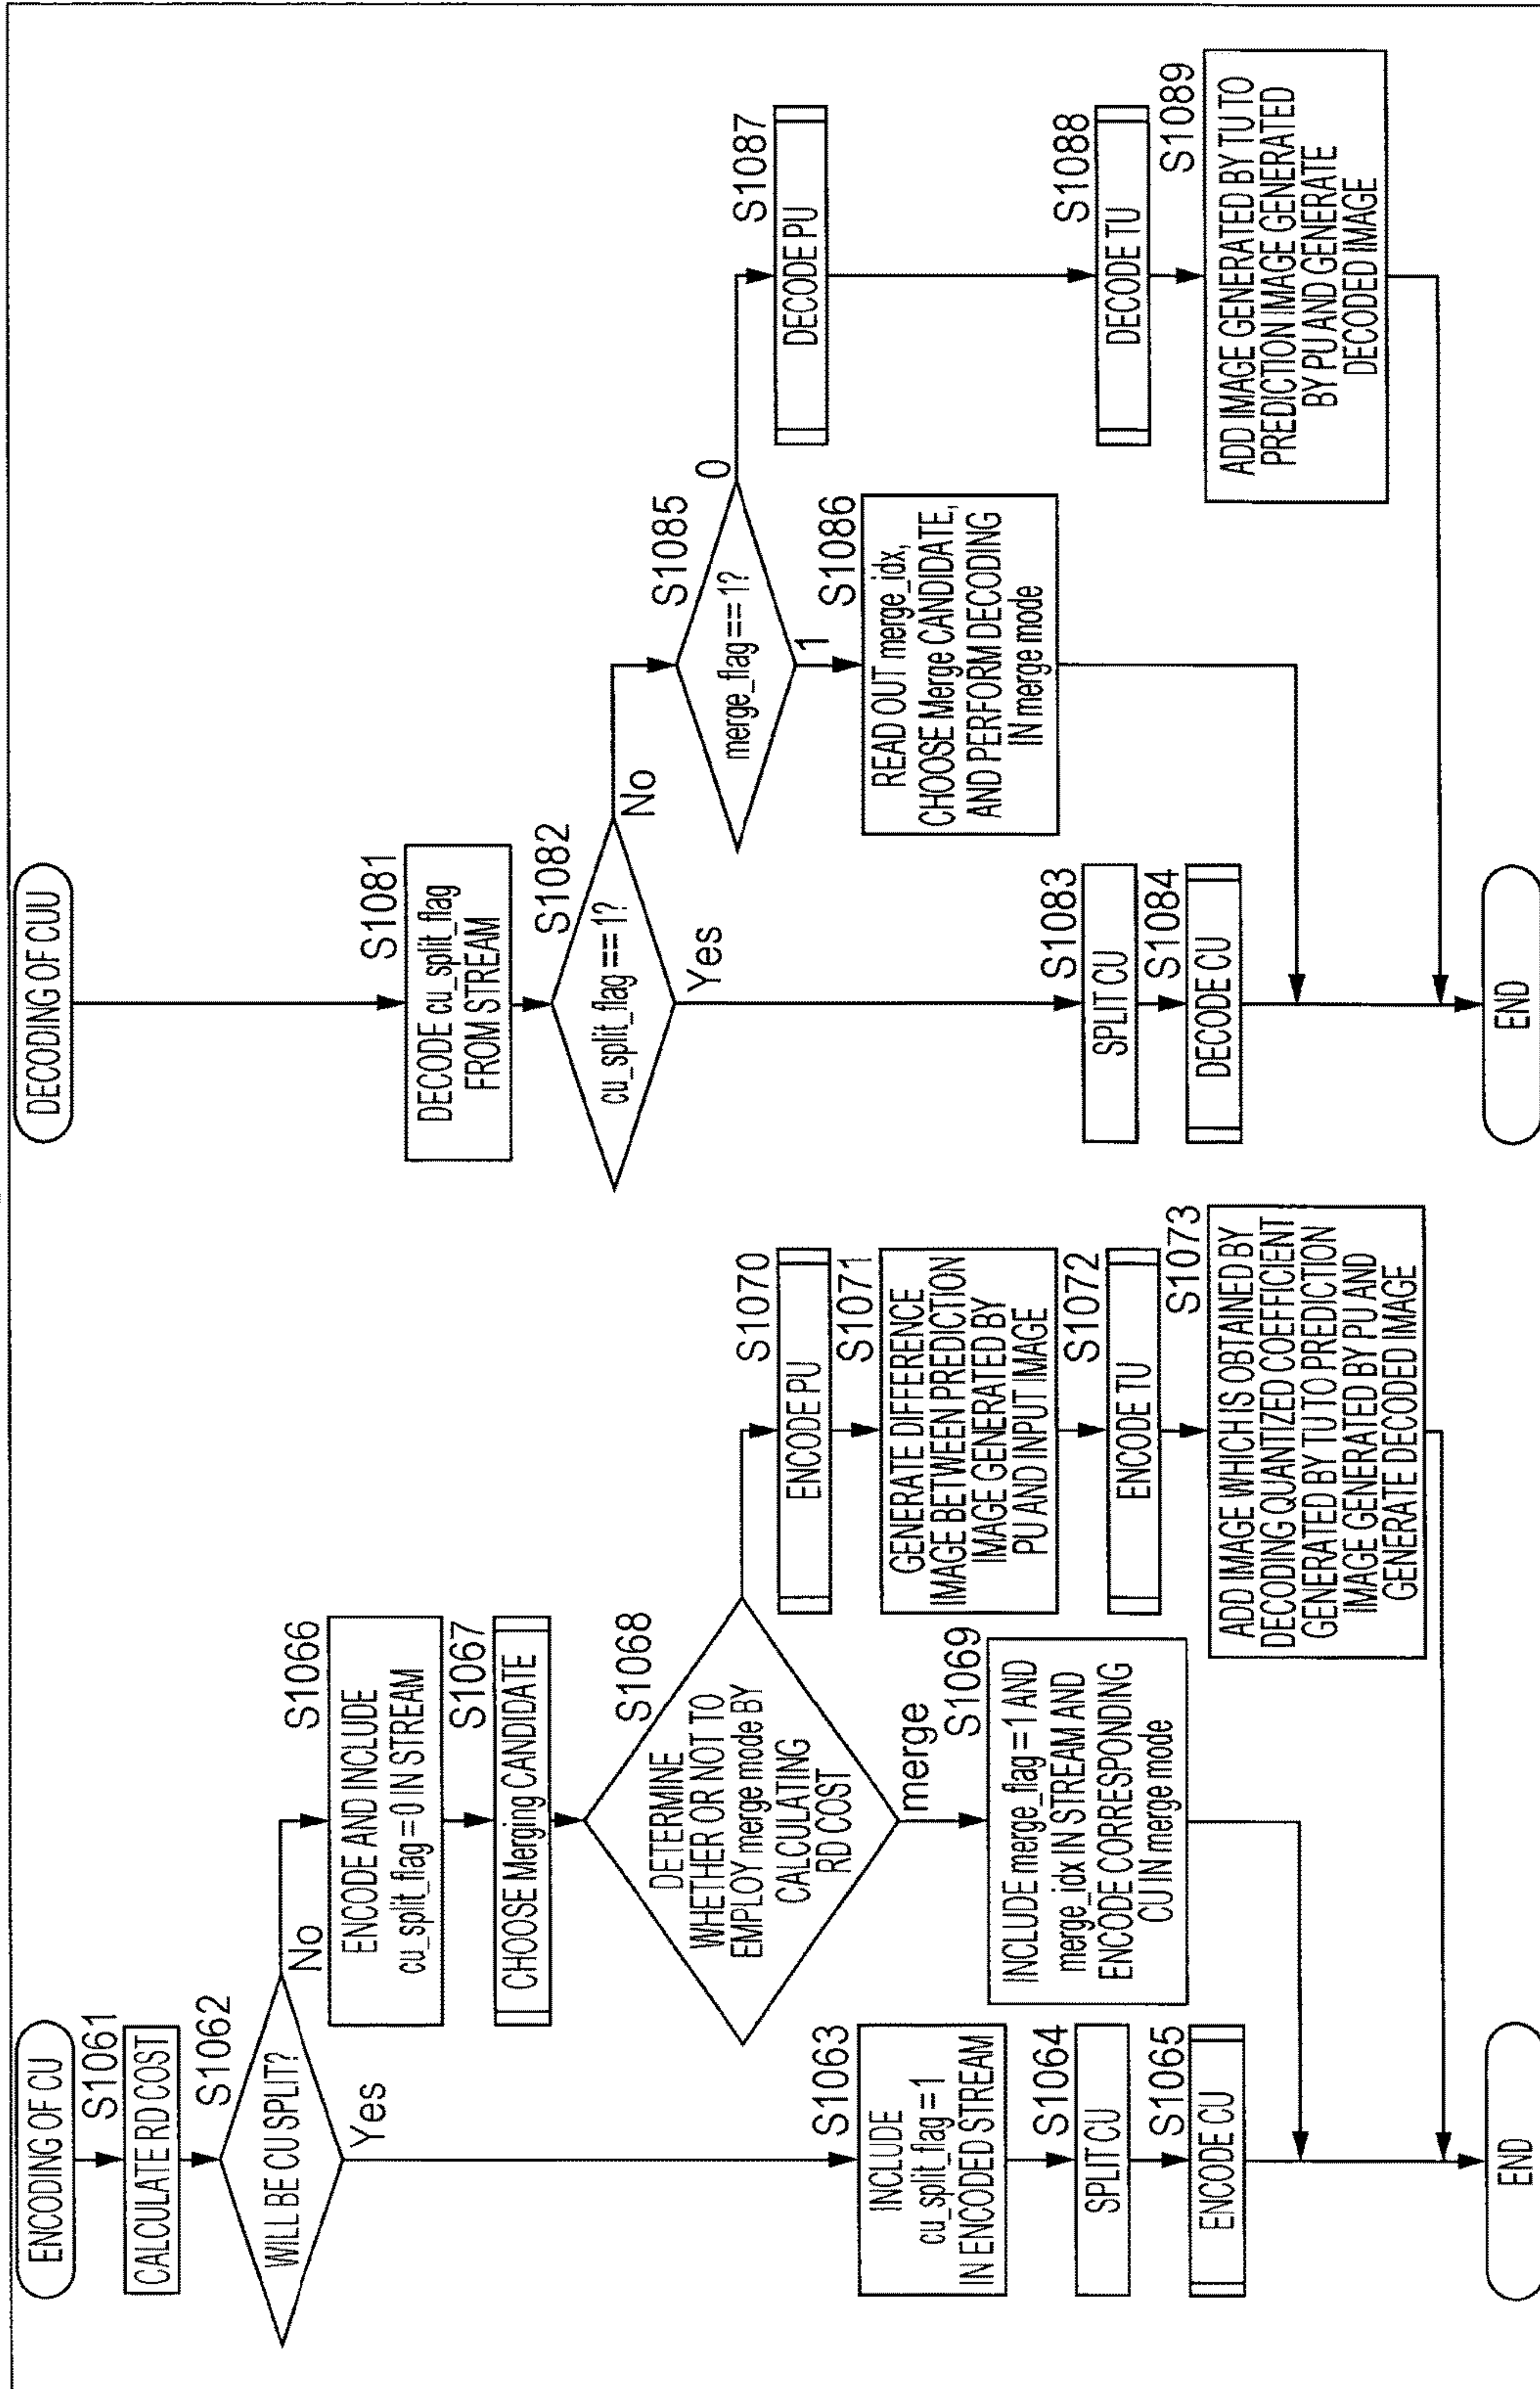 ENCODING OF CU
S1061
CALCULATE RD COST
S1062
WILL BE CU SPLIT?
No
Yes
S1063
INCLUDE
cu_split_flag = 1
IN ENCODED STREAM
S1064
SPLIT CU
S1065
ENCODE CU
S1066
ENCODE AND INCLUDE
cu_split_flag = 0 IN STREAM
S1067
CHOOSE Merging CANDIDATE
S1068
DETERMINE
WHETHER OR NOT TO
EMPLOY merge mode BY
CALCULATING
RD COST
merge
S1069
INCLUDE merge_flag = 1 AND
merge_idx IN STREAM AND
ENCODE CORRESPONDING
CU IN merge mode
S1070
ENCODE PU
S1071
GENERATE DIFFERENCE
IMAGE BETWEEN PREDICTION
IMAGE GENERATED BY
PU AND INPUT IMAGE
S1072
ENCODE TU
S1073
ADD IMAGE WHICH IS OBTAINED BY
DECODING QUANTIZED COEFFICIENT
GENERATED BY TU TO PREDICTION
IMAGE GENERATED BY PU AND
GENERATE DECODED IMAGE
END
DECODING OF CUU
S1081
DECODE cu_split_flag
FROM STREAM
S1082
cu_split_flag == 1?
No
Yes
S1083
SPLIT CU
S1084
DECODE CU
S1085
merge_flag == 1?
0
1
S1086
READ OUT merge_idx,
CHOOSE Merge CANDIDATE,
AND PERFORM DECODING
IN merge mode
S1087
DECODE PU
S1088
DECODE TU
S1089
ADD IMAGE GENERATED BY TU TO
PREDICTION IMAGE GENERATED
BY PU AND GENERATE
DECODED IMAGE
END